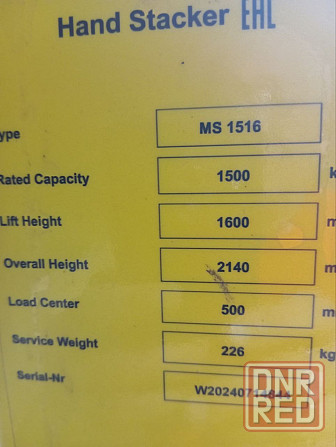 Hand Stacker EAC
ype MS 1516
Rated Capacity 1500 k
Lift Height 1600 m
Overall Height 2140 m
Load Center 500 m
Service Weight 226 kg
Serial-Nr
DNR
RED